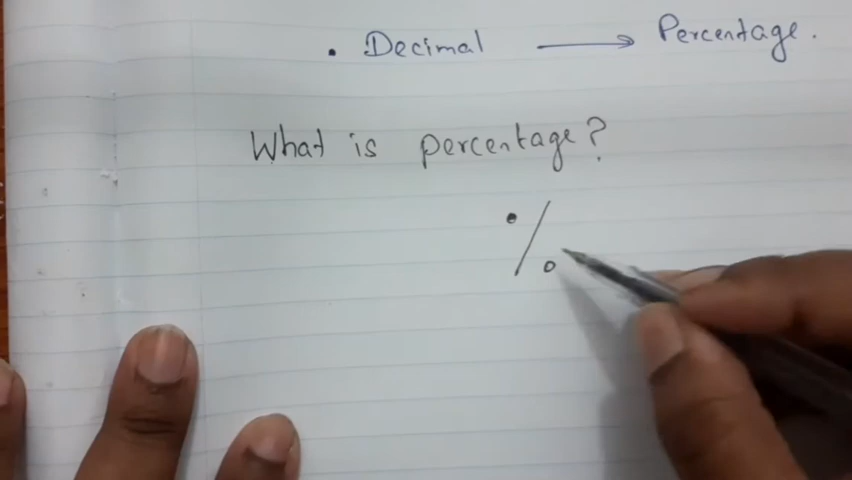 • Decimal → Percentage.
What is percentage?
%